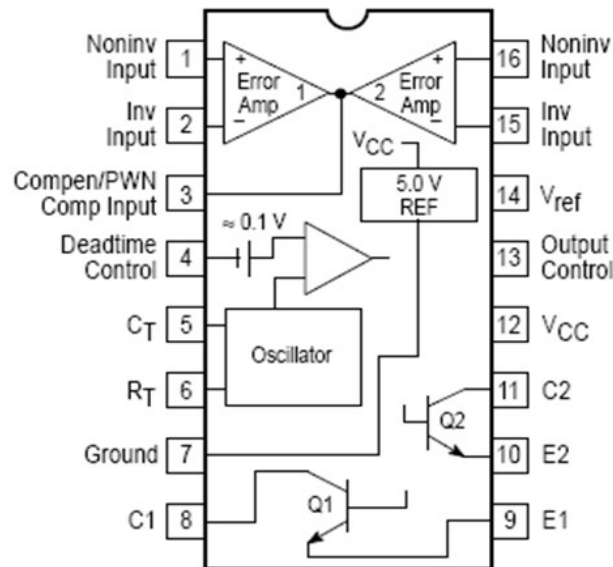 Noninv
Input
1
+
Error
Amp
1
−
Inv
Input
2
Compen/PWN
Comp Input
3
≈ 0.1 V
Deadtime
Control
4
CT
5
Oscillator
RT
6
Ground
7
C1
8
Q1
+
2
Error
Amp
−
16
Noninv
Input
15
Inv
Input
VCC
5.0 V
REF
14
Vref
13
Output
Control
12
VCC
11
C2
Q2
10
E2
9
E1